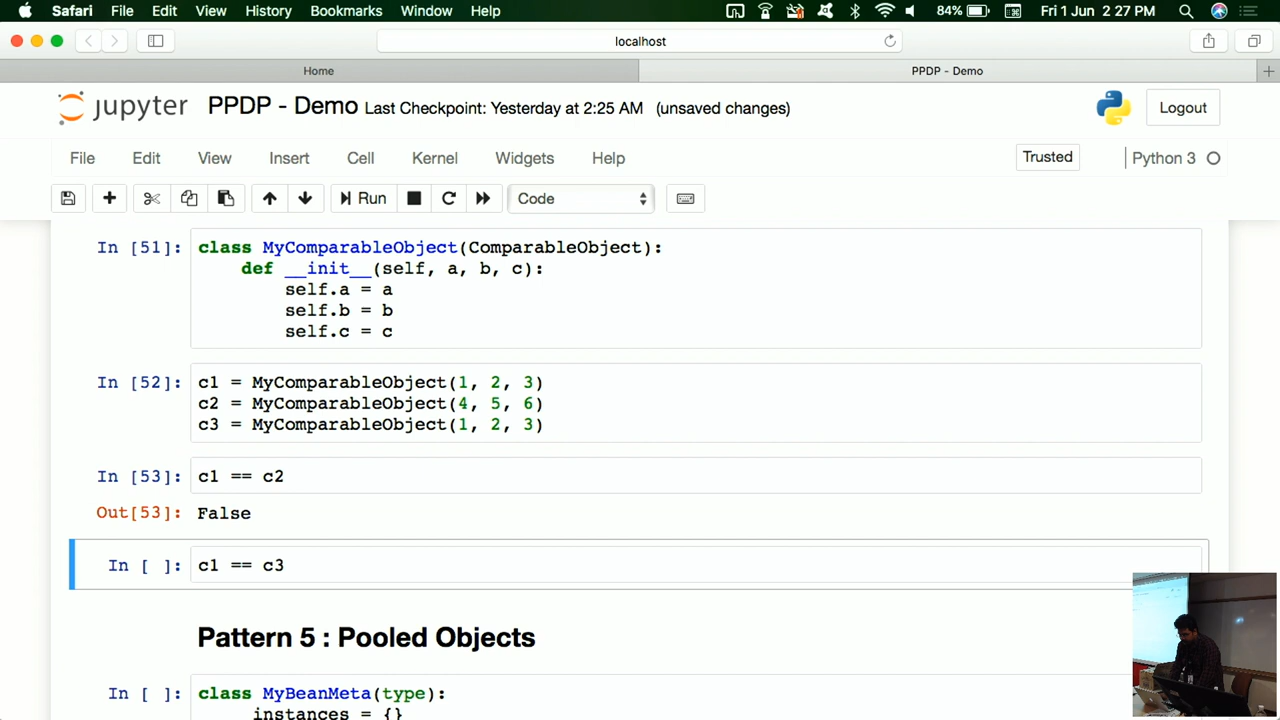 Safari File Edit View History Bookmarks Window Help 84% Fri 1 Jun 2 27 PM
localhost
Home PPDP - Demo
jupyter PPDP - Demo Last Checkpoint: Yesterday at 2:25 AM (unsaved changes) Logout
File Edit View Insert Cell Kernel Widgets Help Trusted Python 3
Run Code
In [51]: class MyComparableObject(ComparableObject):
def __init__(self, a, b, c):
self.a = a
self.b = b
self.c = c
In [52]: c1 = MyComparableObject(1, 2, 3)
c2 = MyComparableObject(4, 5, 6)
c3 = MyComparableObject(1, 2, 3)
In [53]: c1 == c2
Out[53]: False
In [ ]: c1 == c3
Pattern 5 : Pooled Objects
In [ ]: class MyBeanMeta(type):
instances = {}